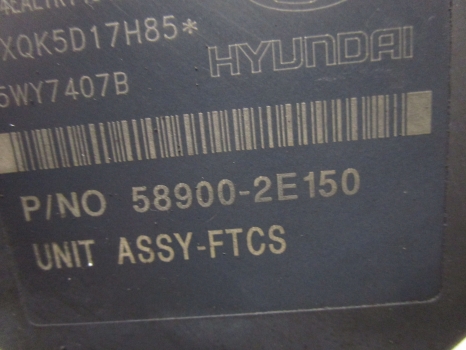 XQK5D17H85*
HYUNDAI
5WY7407B
P/NO 58900-2E150
UNIT ASSY-FTCS